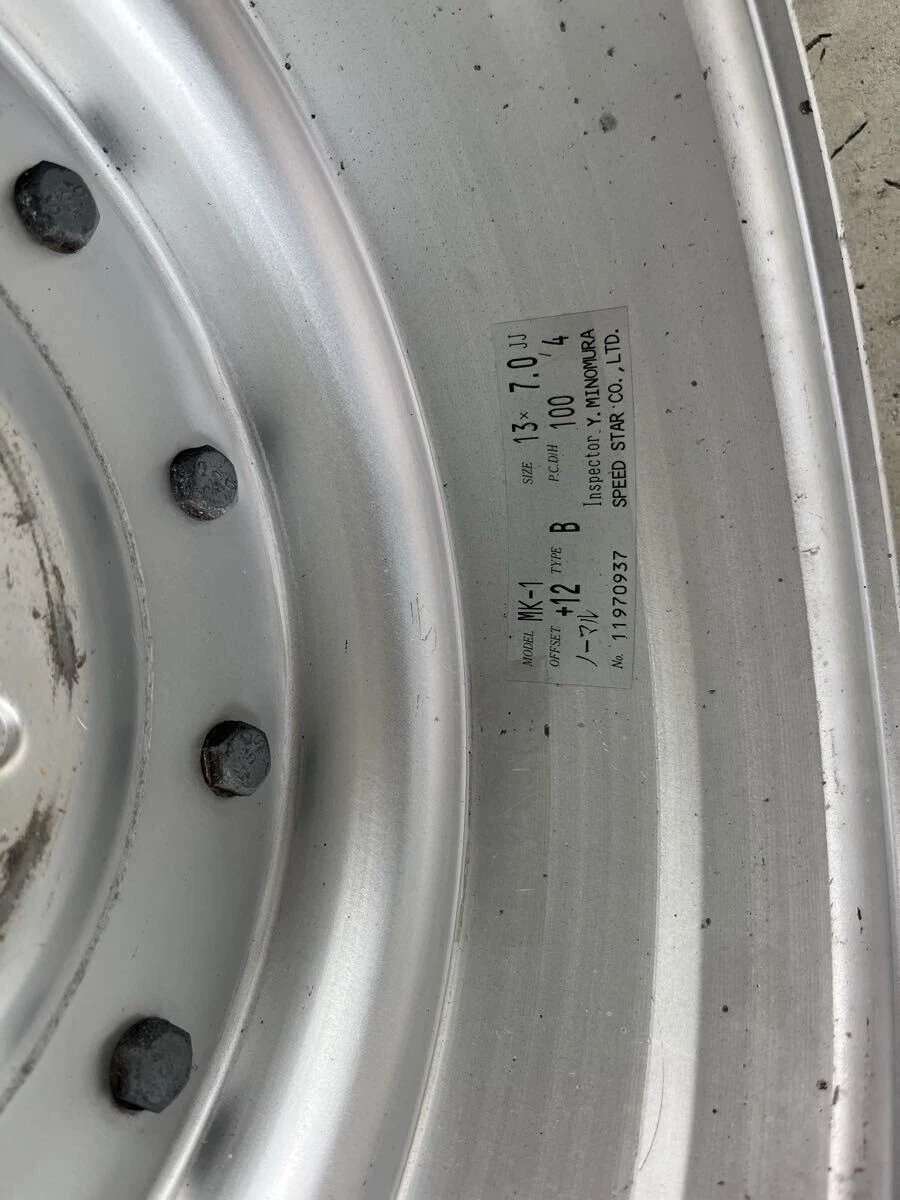 MODEL MK-1 SIZE 13× 7.0 JJ
OFFSET +12 TYPE B P.C.D/H 100/4
ノーマル Inspector Y. MINOMURA
No. 11970937 SPEED STAR CO.,LTD.